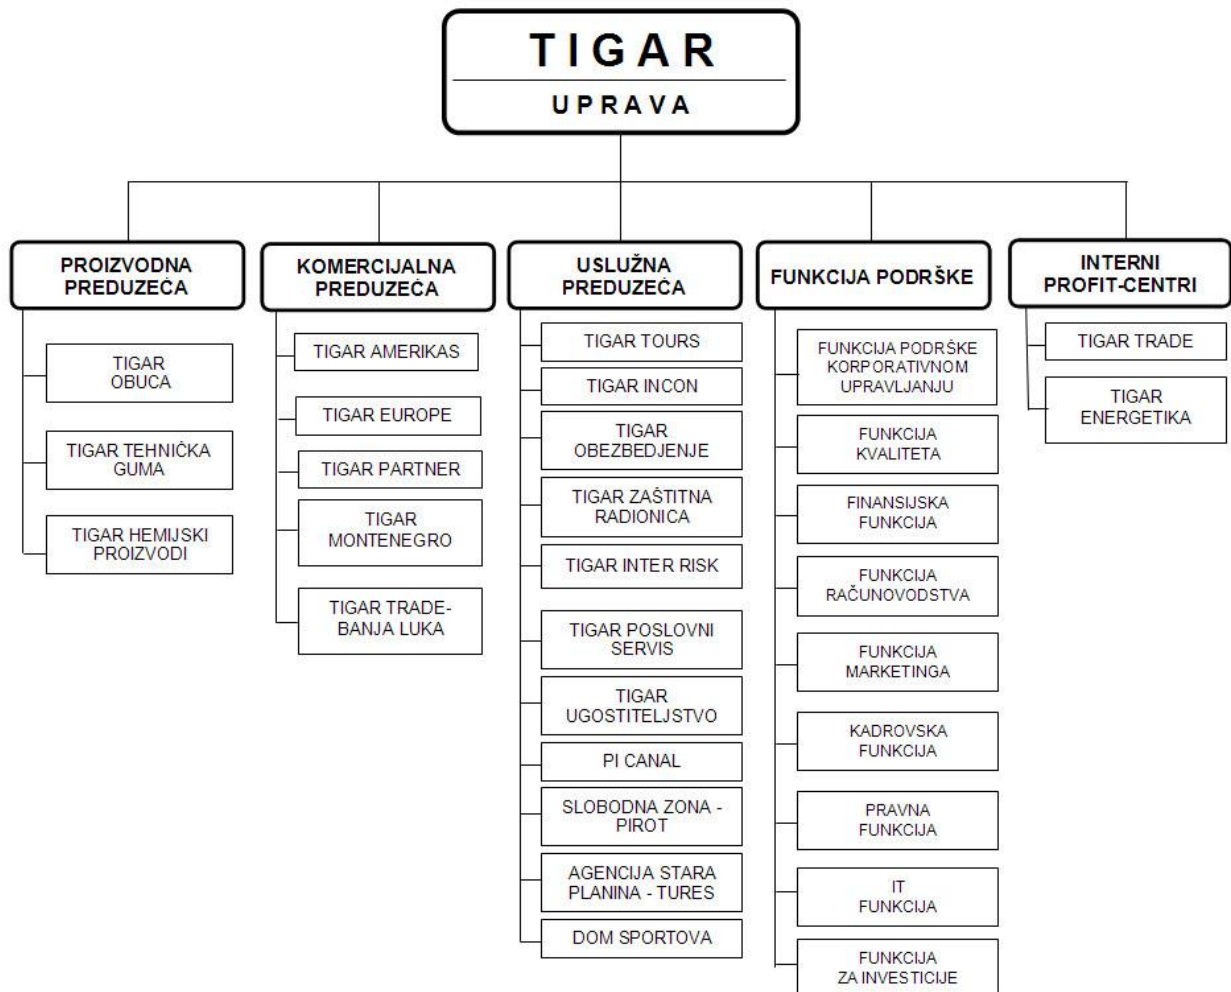 TIGAR
UPRAVA
PROIZVODNA
PREDUZEĆA
TIGAR
OBUCA
TIGAR TEHNIČKA
GUMA
TIGAR HEMIJSKI
PROIZVODI
KOMERCIJALNA
PREDUZEĆA
TIGAR AMERIKAS
TIGAR EUROPE
TIGAR PARTNER
TIGAR
MONTENEGRO
TIGAR TRADE-
BANJA LUKA
USLUŽNA
PREDUZEĆA
TIGAR TOURS
TIGAR INCON
TIGAR
OBEZBEDJENJE
TIGAR ZAŠTITNA
RADIONICA
TIGAR INTER RISK
TIGAR POSLOVNI
SERVIS
TIGAR
UGOSTITELJSTVO
PI CANAL
SLOBODNA ZONA -
PIROT
AGENCIJA STARA
PLANINA - TURES
DOM SPORTOVA
FUNKCIJA PODRŠKE
FUNKCIJA PODRŠKE
KORPORATIVNOM
UPRAVLJANJU
FUNKCIJA
KVALITETA
FINANSIJSKA
FUNKCIJA
FUNKCIJA
RAČUNOVODSTVA
FUNKCIJA
MARKETINGA
KADROVSKA
FUNKCIJA
PRAVNA
FUNKCIJA
IT
FUNKCIJA
FUNKCIJA
ZA INVESTICIJE
INTERNI
PROFIT-CENTRI
TIGAR TRADE
TIGAR
ENERGETIKA